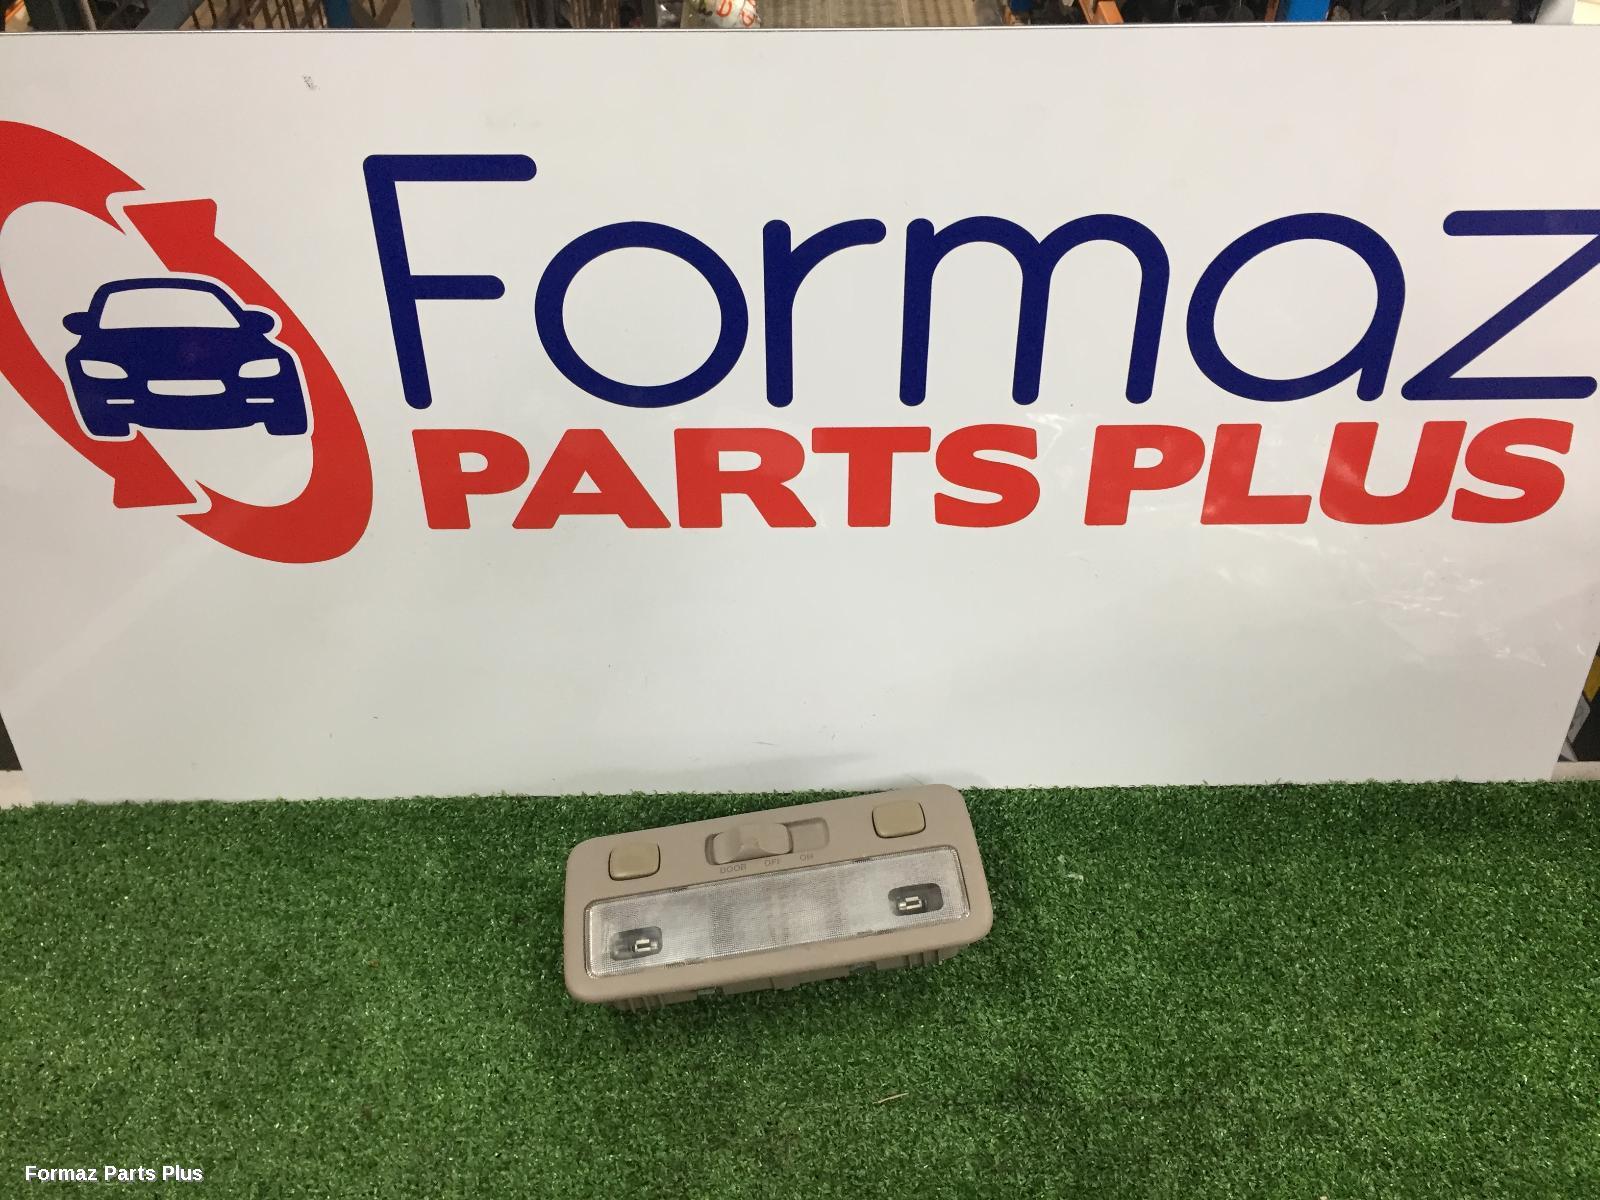 Formaz
PARTS PLUS
DOOR OFF ON
Formaz Parts Plus